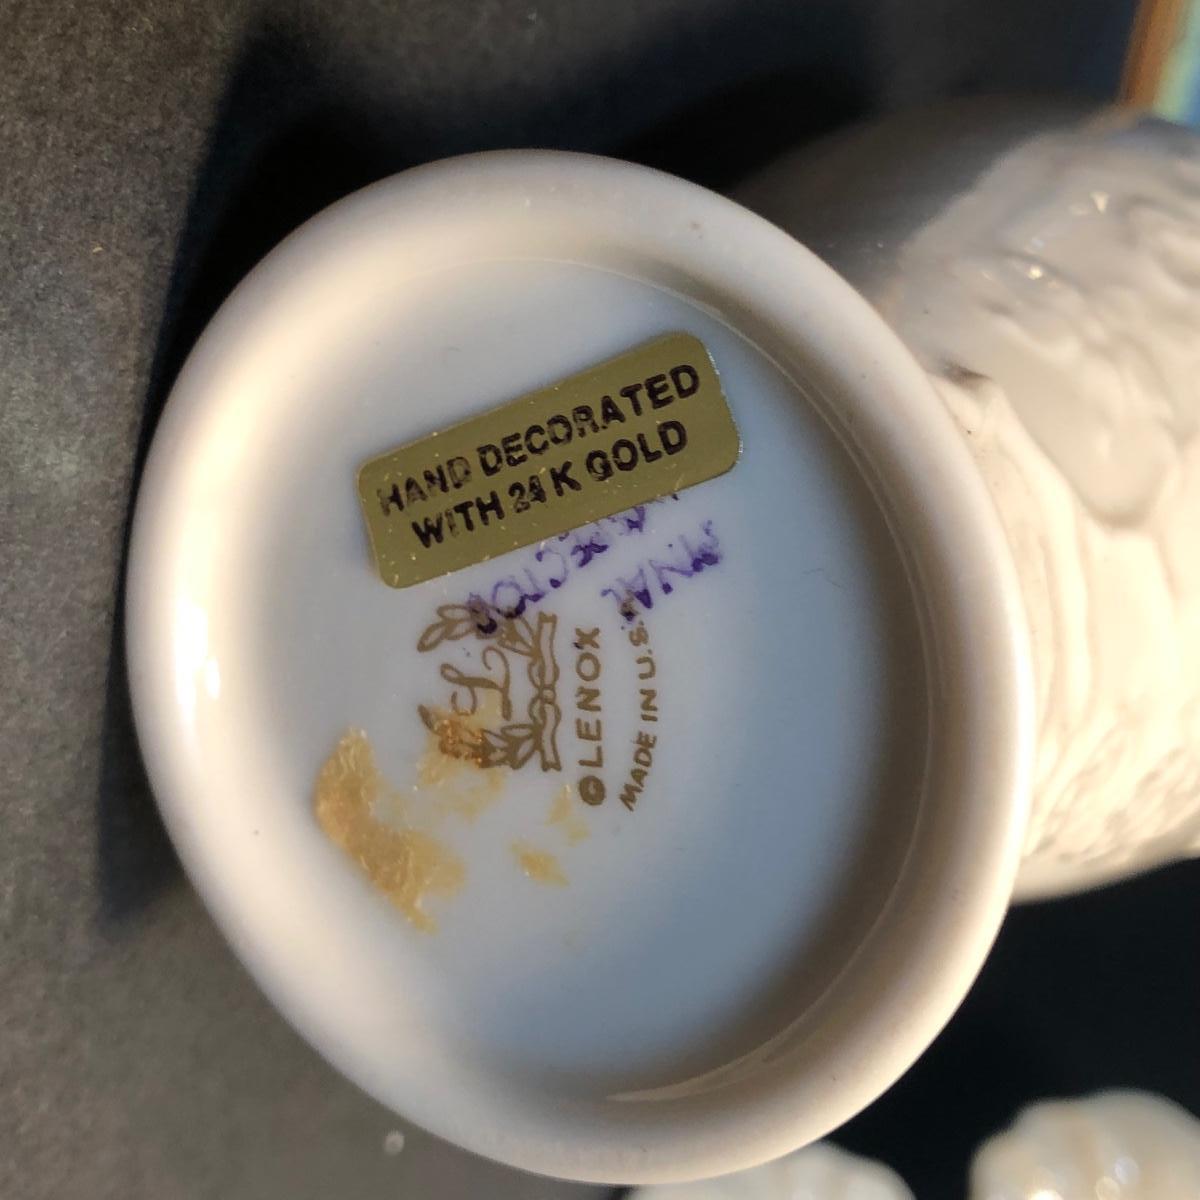 HAND DECORATED
WITH 24 K GOLD
L
© LENOX
MADE IN U.S.